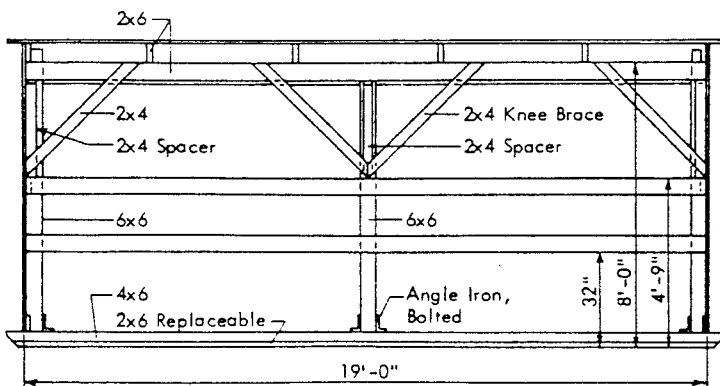 2x6
2x4
2x4 Knee Brace
2x4 Spacer
2x4 Spacer
6x6
6x6
32"
8'-0"
4'-9"
4x6
Angle Iron,
Bolted
2x6 Replaceable
19'-0"